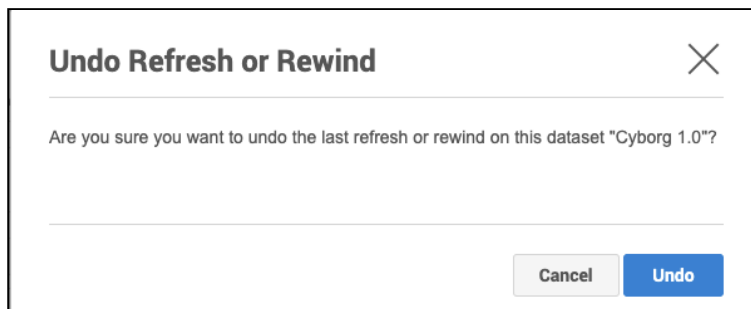 Undo Refresh or Rewind
Are you sure you want to undo the last refresh or rewind on this dataset "Cyborg 1.0"?
Cancel
Undo